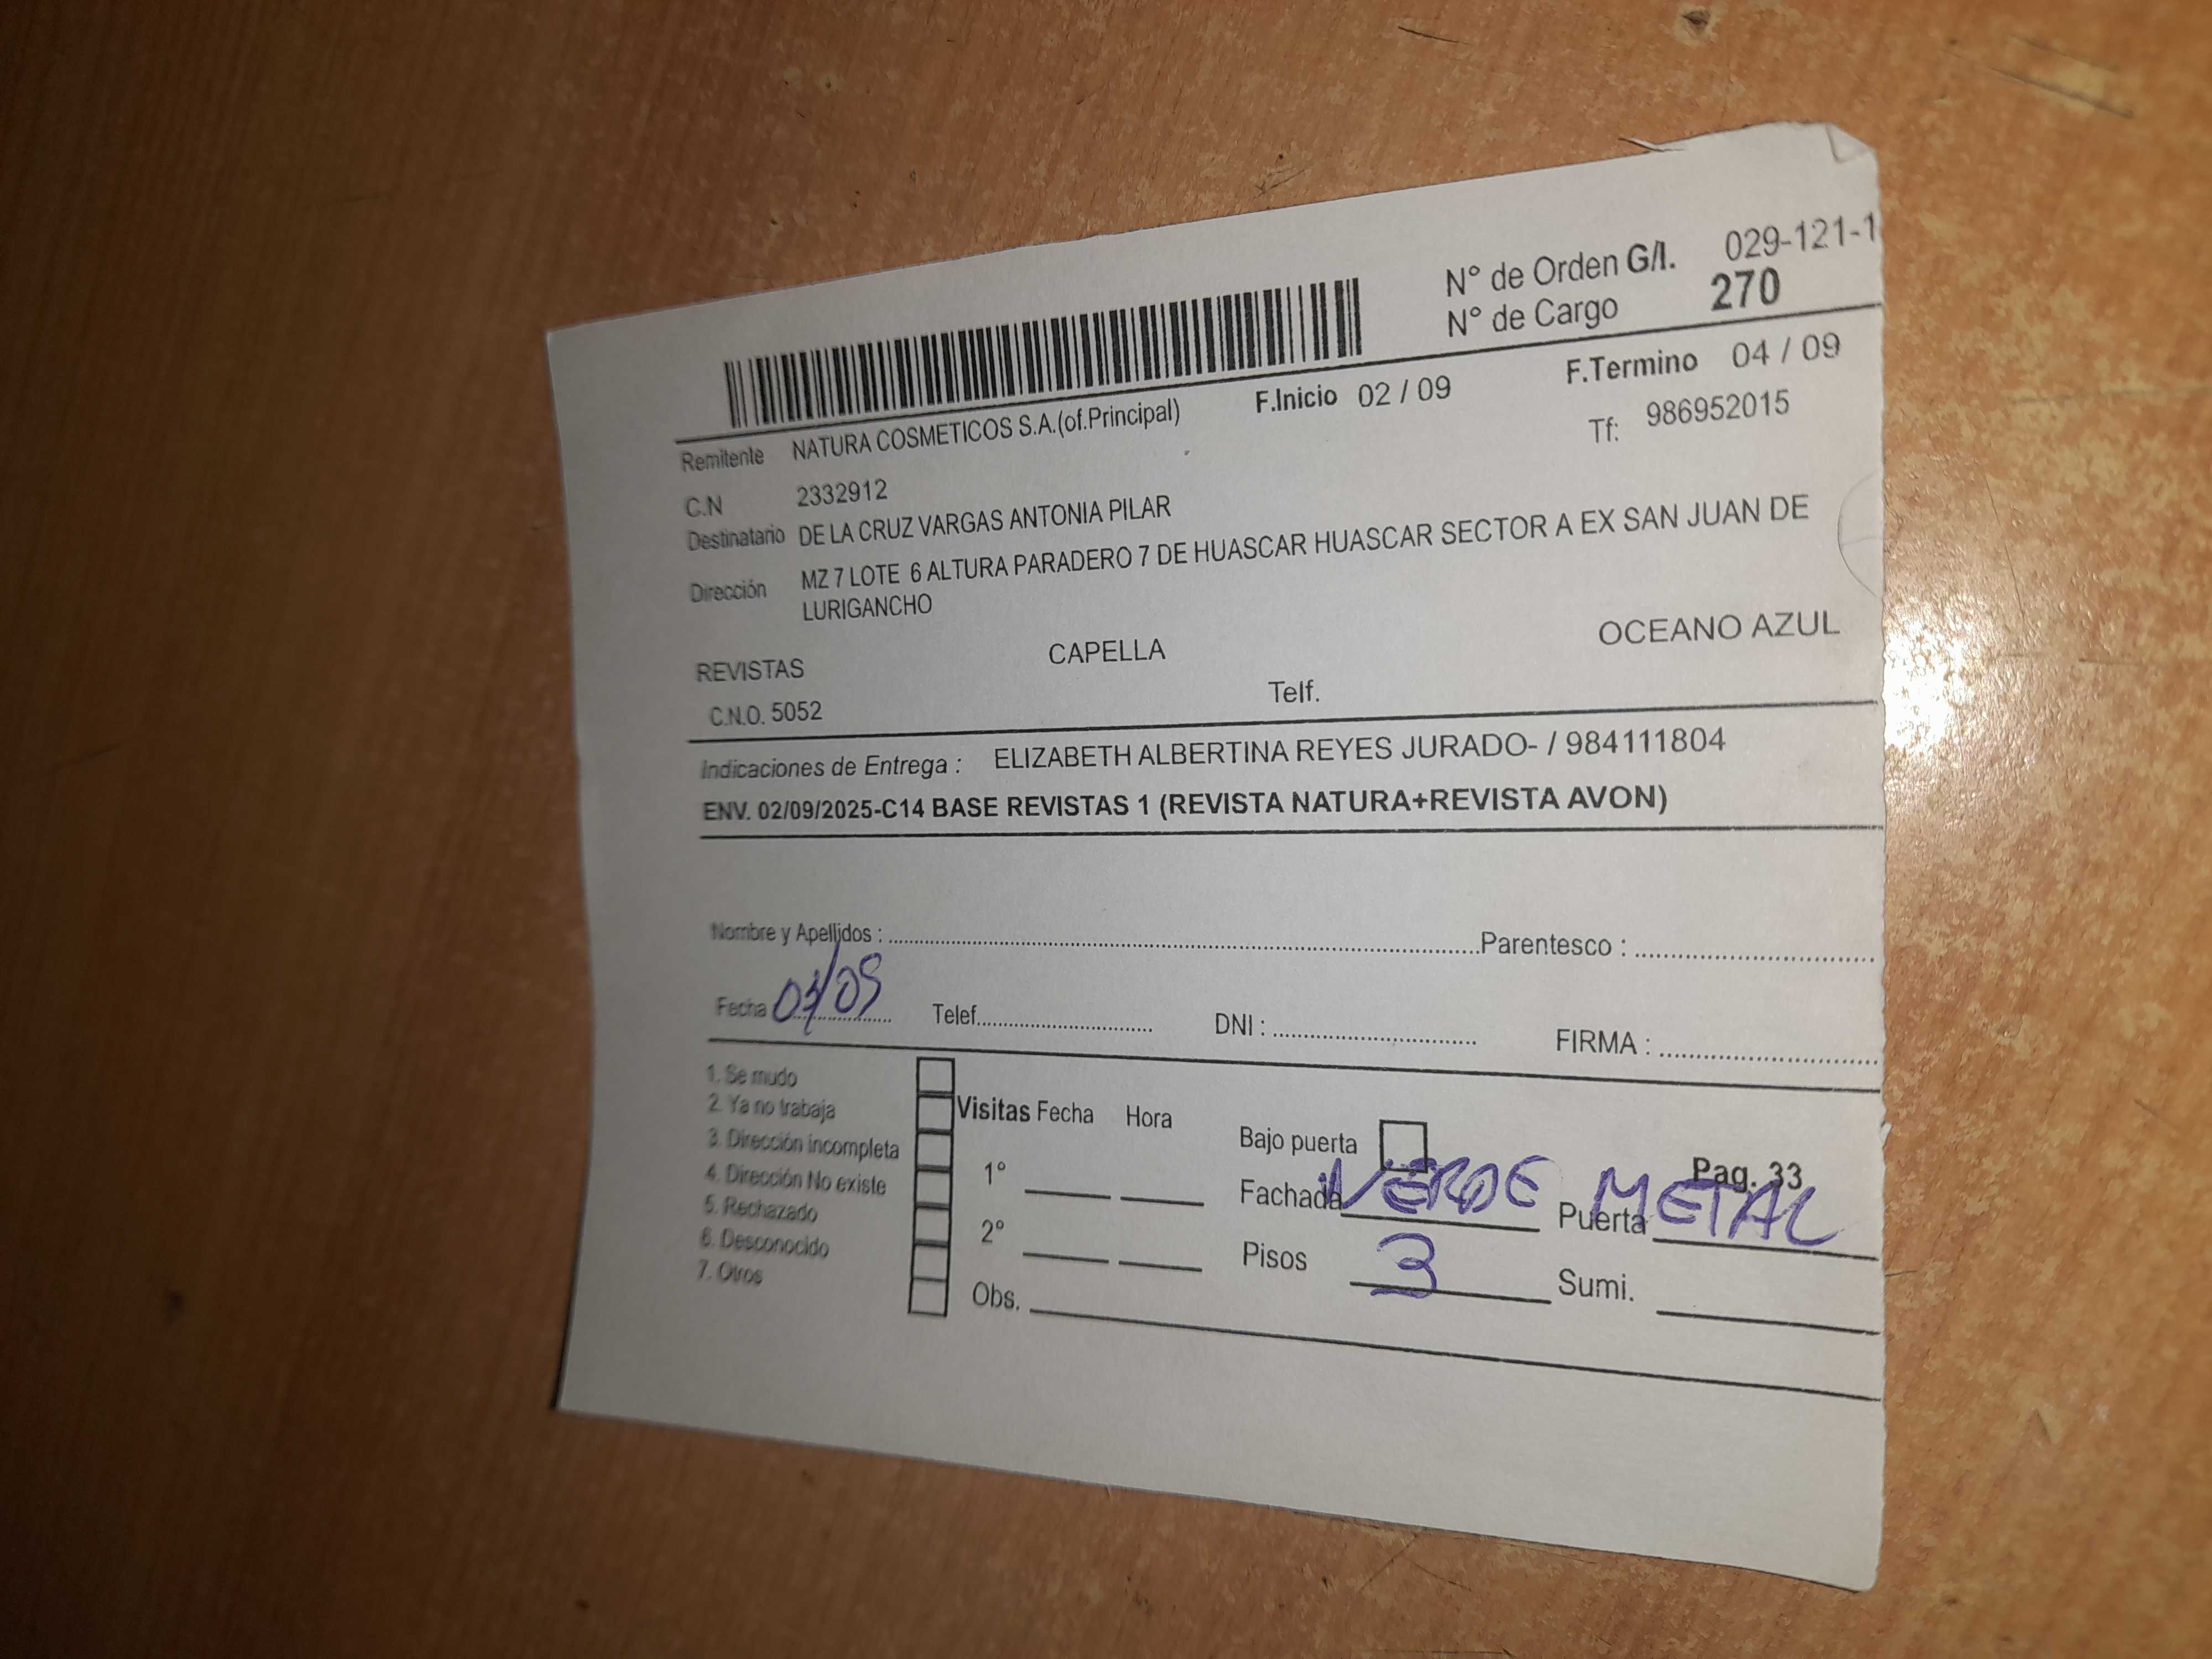 N° de Orden G/I. 029-121-1
N° de Cargo 270
F.Inicio 02 / 09 F.Termino 04 / 09
Remitente NATURA COSMETICOS S.A.(of.Principal) Tf: 986952015
C.N 2332912
Destinatario DE LA CRUZ VARGAS ANTONIA PILAR
Dirección MZ 7 LOTE 6 ALTURA PARADERO 7 DE HUASCAR HUASCAR SECTOR A EX SAN JUAN DE
LURIGANCHO
REVISTAS CAPELLA OCEANO AZUL
C.N.O. 5052 Telf.
Indicaciones de Entrega : ELIZABETH ALBERTINA REYES JURADO- / 984111804
ENV. 02/09/2025-C14 BASE REVISTAS 1 (REVISTA NATURA+REVISTA AVON)
Nombre y Apellidos : Parentesco :
Fecha Telef. DNI : FIRMA :
1. Se mudo
2. Ya no trabaja
3. Dirección incompleta
4. Dirección No existe
5. Rechazado
6. Desconocido
7. Otros
Visitas Fecha Hora
1°
2°
Obs.
Bajo puerta Pag. 33
Fachada VERDE Puerta METAL
Pisos 3 Sumi.